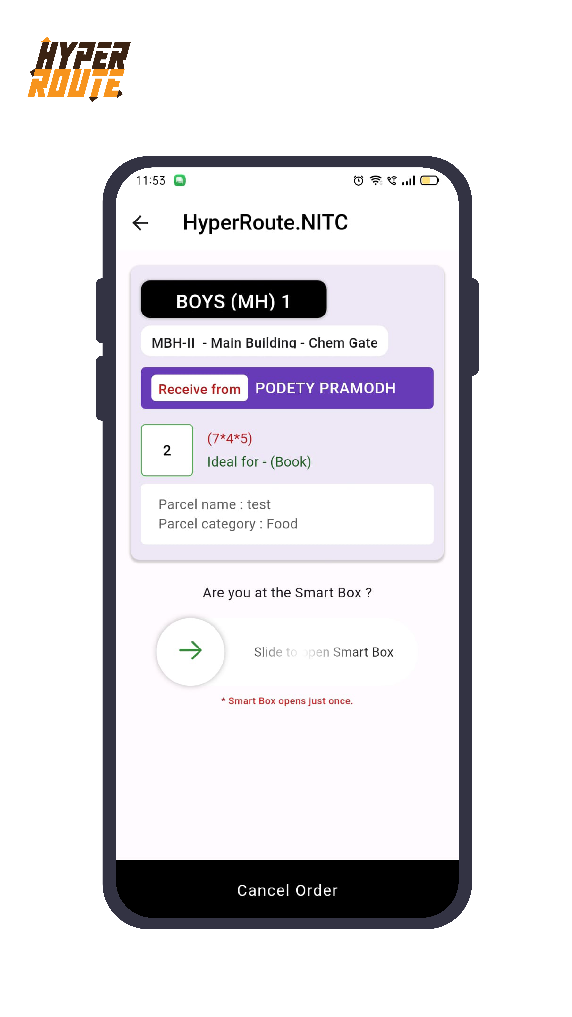 HYPER
ROUTE
11:53
HyperRoute.NITC
BOYS (MH) 1
MBH-II - Main Building - Chem Gate
Receive from PODETY PRAMODH
2
(7*4*5)
Ideal for - (Book)
Parcel name : test
Parcel category : Food
Are you at the Smart Box ?
Slide to open Smart Box
* Smart Box opens just once.
Cancel Order